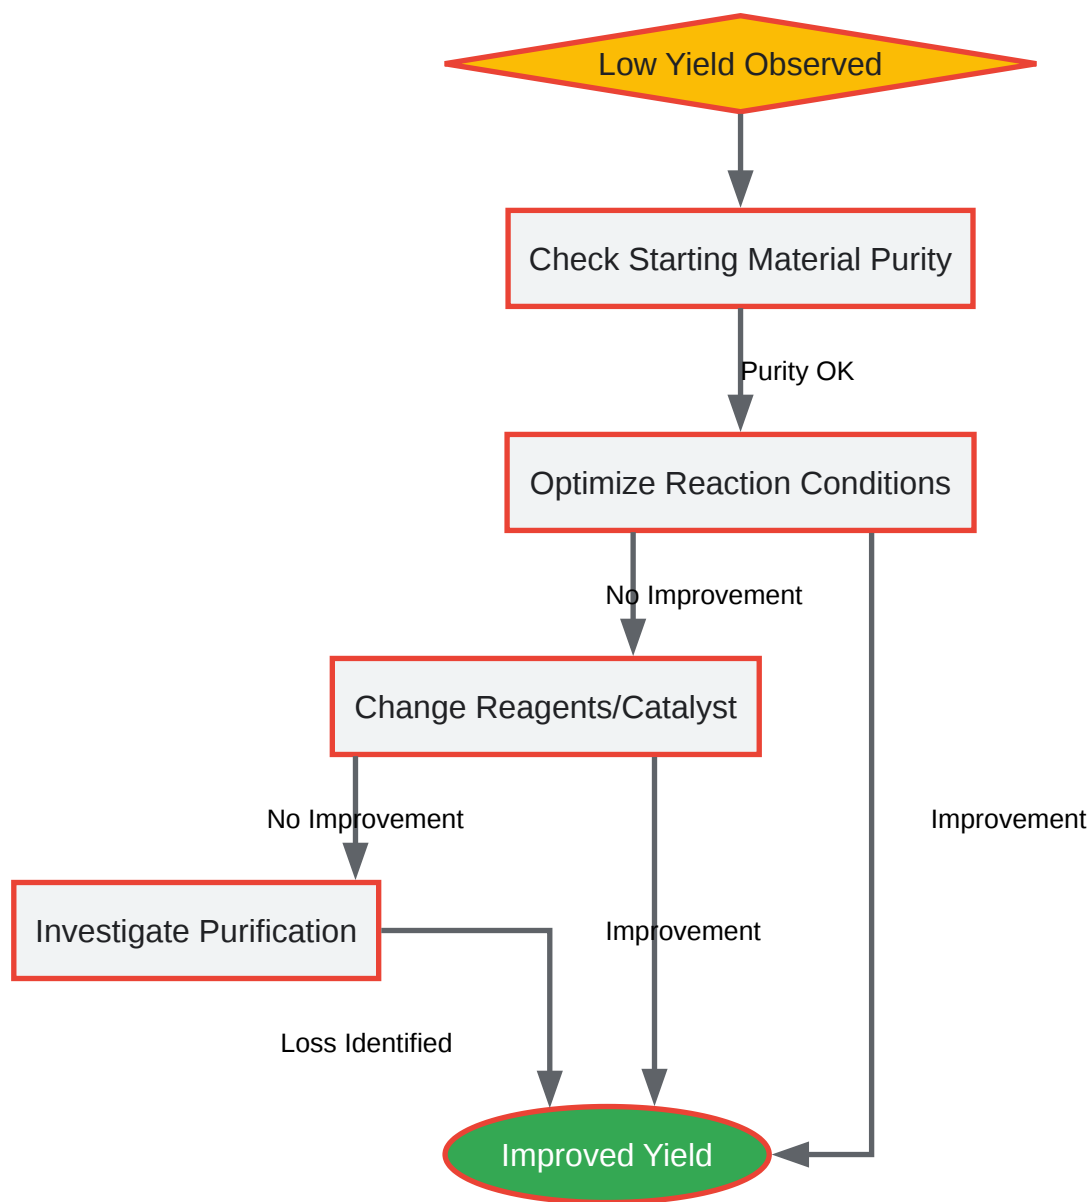 Low Yield Observed
Check Starting Material Purity
Purity OK
Optimize Reaction Conditions
No Improvement
Change Reagents/Catalyst
No Improvement
Improvement
Investigate Purification
Improvement
Loss Identified
Improved Yield